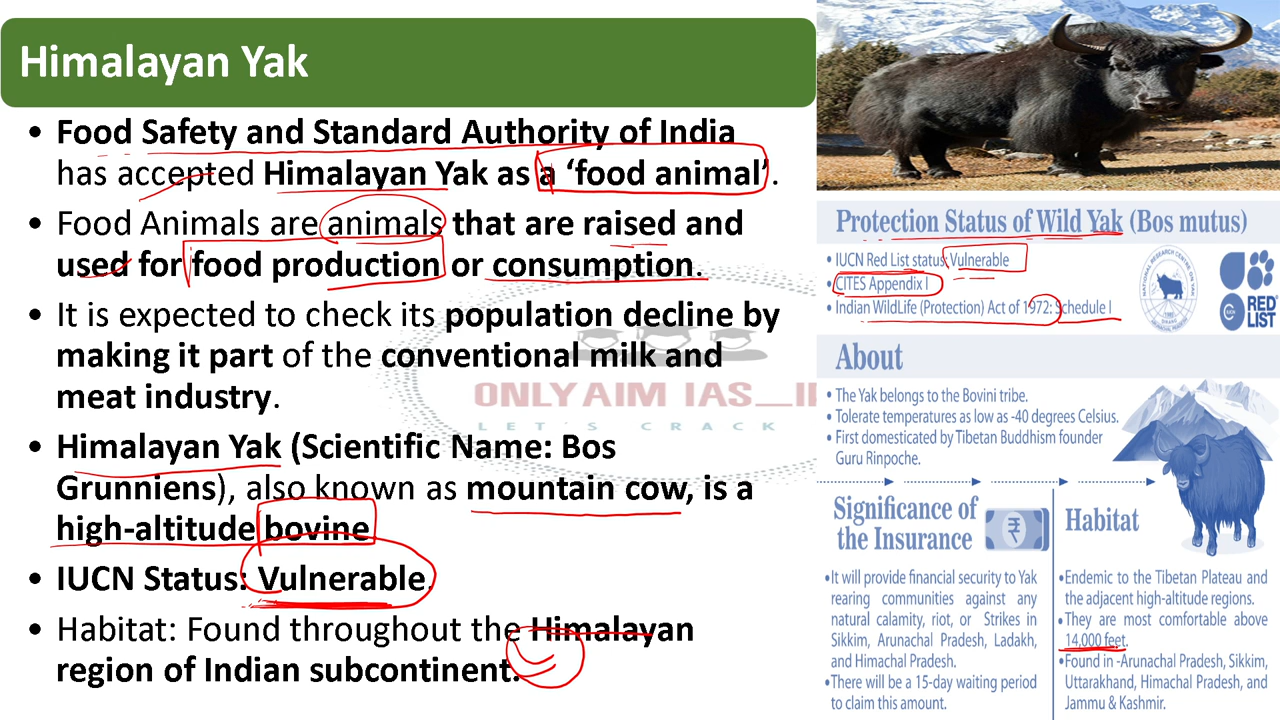 Himalayan Yak
• Food Safety and Standard Authority of India
has accepted Himalayan Yak as a ‘food animal’.
• Food Animals are animals that are raised and
used for food production or consumption.
• It is expected to check its population decline by
making it part of the conventional milk and
meat industry.
• Himalayan Yak (Scientific Name: Bos
Grunniens), also known as mountain cow, is a
high-altitude bovine
• IUCN Status: Vulnerable.
• Habitat: Found throughout the Himalayan
region of Indian subcontinent.
ONLY AIM IAS_II
LET'S CRACK
Protection Status of Wild Yak (Bos mutus)
• IUCN Red List status: Vulnerable
• CITES Appendix I
• Indian WildLife (Protection) Act of 1972: Schedule I
NATIONAL RESEARCH CENTRE ON YAK
RED
LIST
About
• The Yak belongs to the Bovini tribe.
• Tolerate temperatures as low as -40 degrees Celsius.
• First domesticated by Tibetan Buddhism founder
Guru Rinpoche.
Significance of
the Insurance
₹
•It will provide financial security to Yak
rearing communities against any
natural calamity, riot, or Strikes in
Sikkim, Arunachal Pradesh, Ladakh,
and Himachal Pradesh.
•There will be a 15-day waiting period
to claim this amount.
Habitat
•Endemic to the Tibetan Plateau and
the adjacent high-altitude regions.
•They are most comfortable above
14,000 feet.
•Found in -Arunachal Pradesh, Sikkim,
Uttarakhand, Himachal Pradesh, and
Jammu & Kashmir.